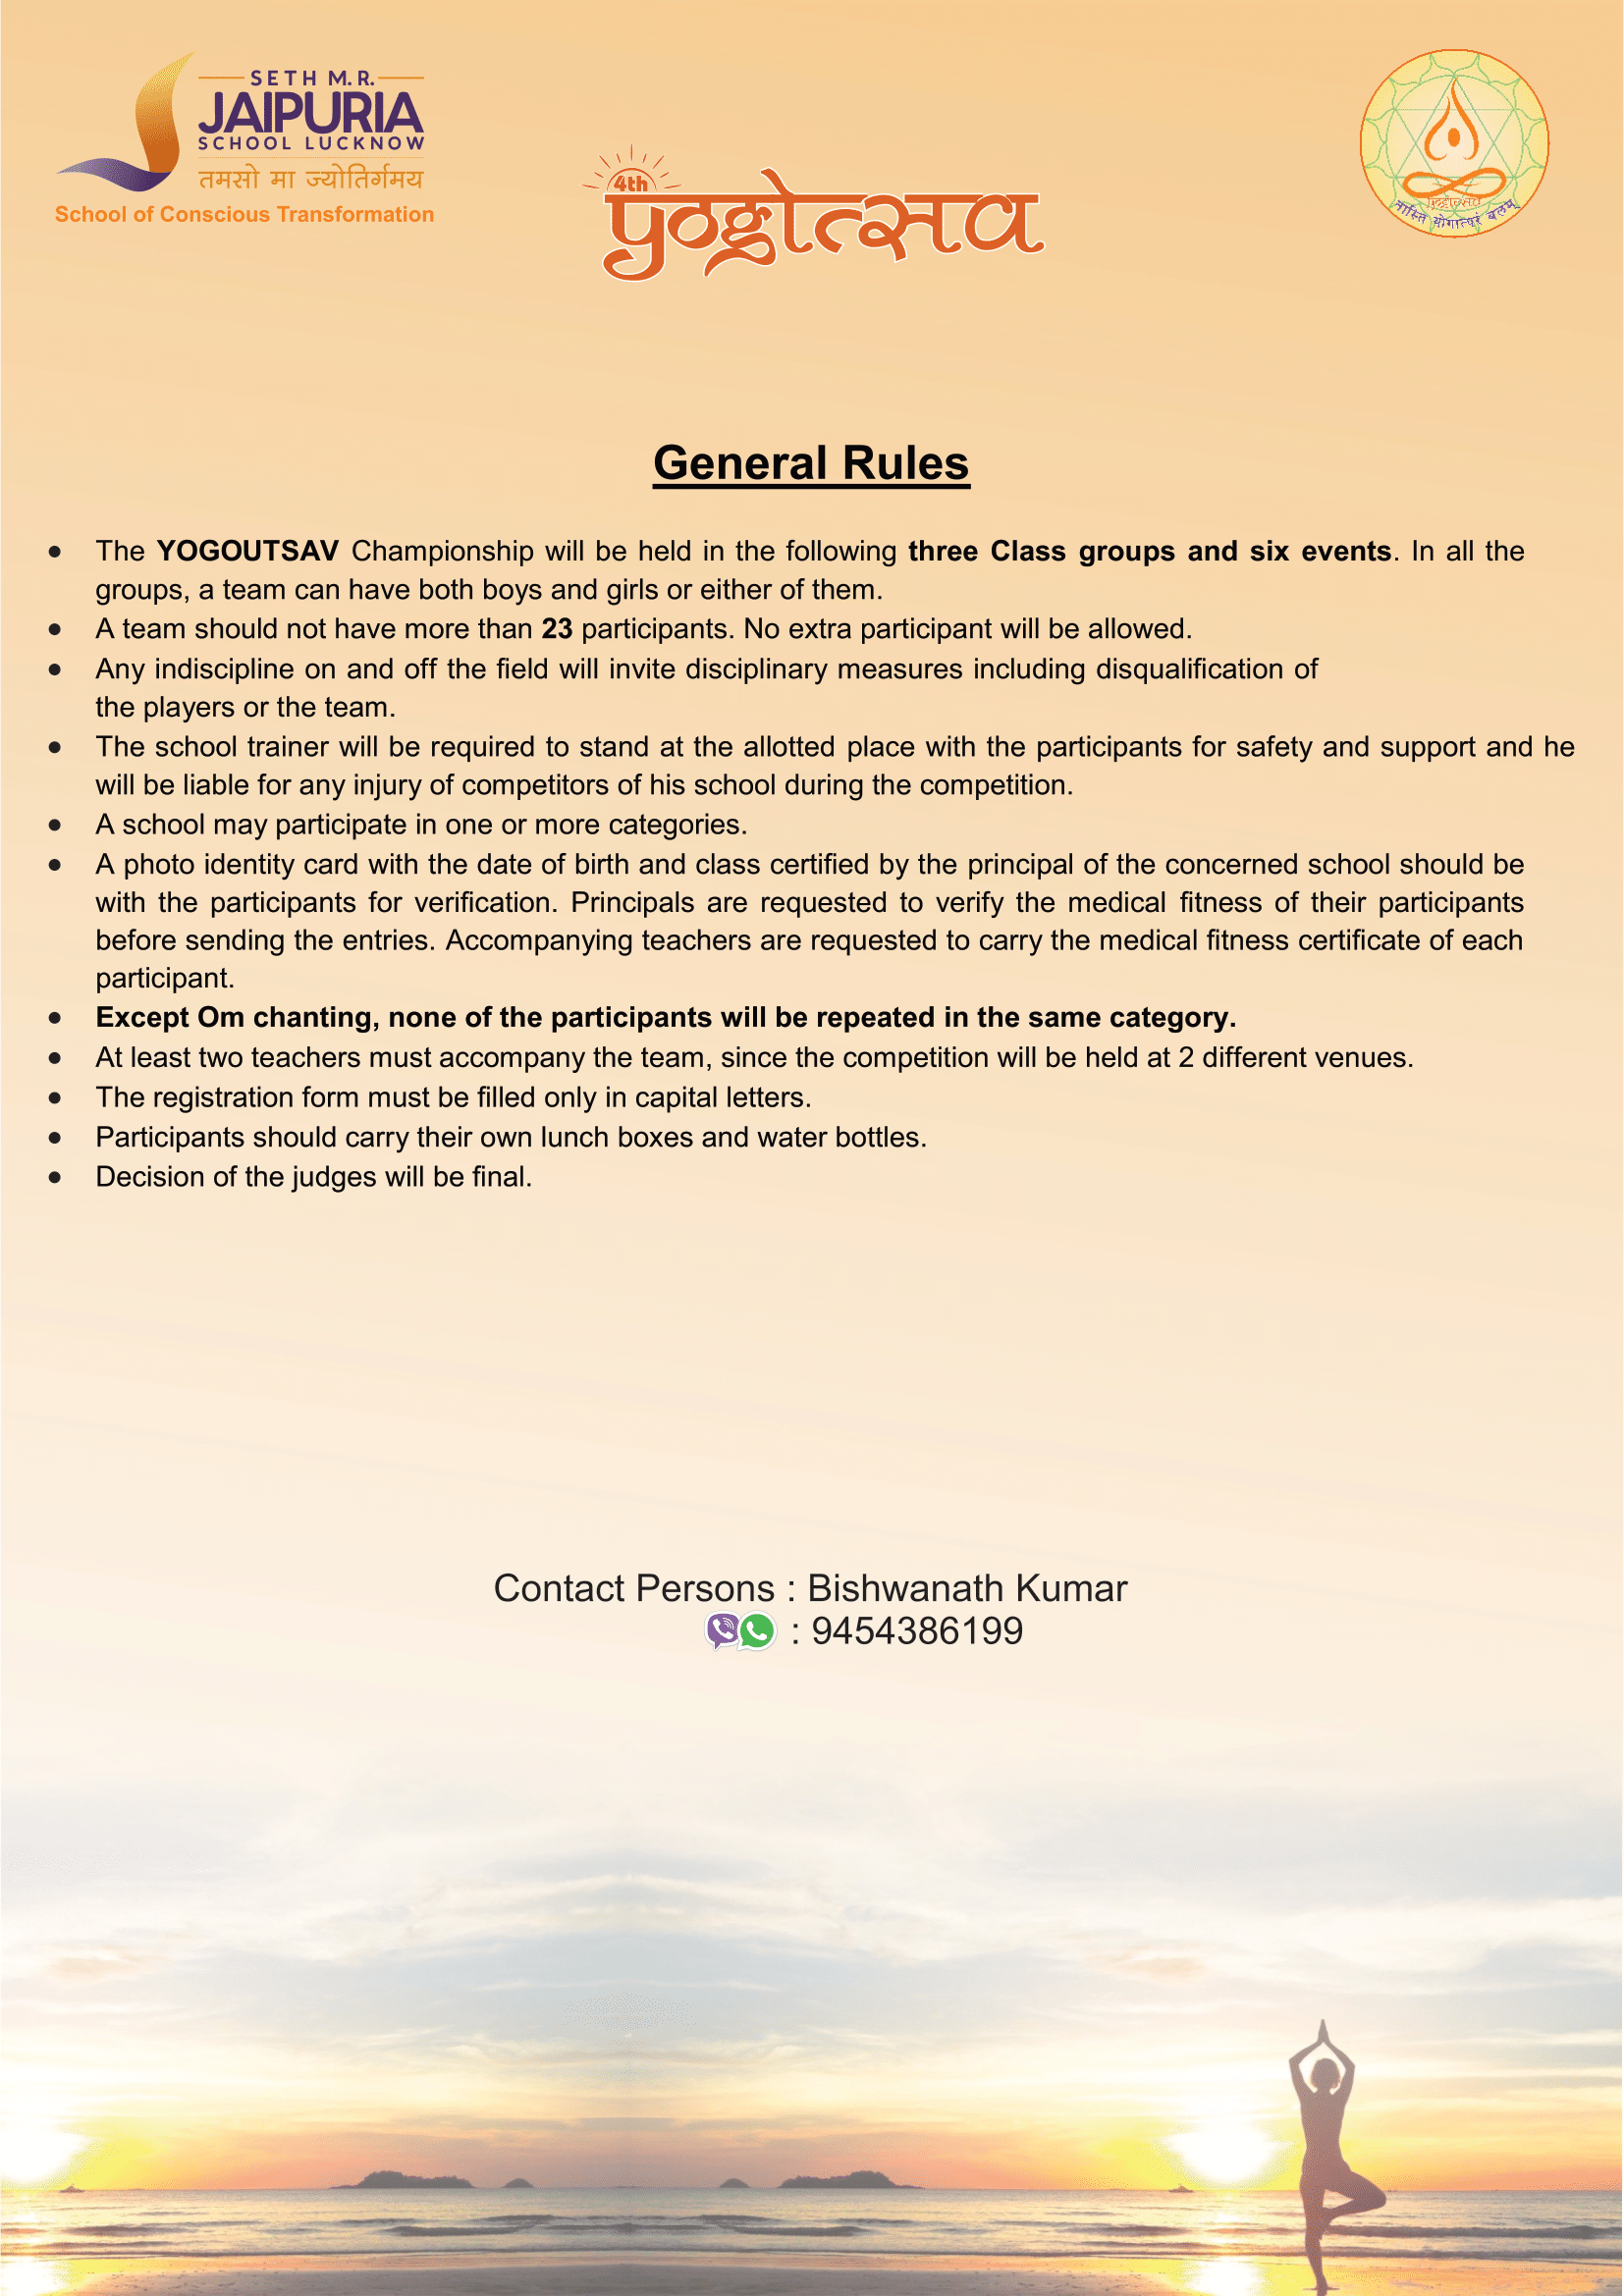 SETH M.R.
JAIPURIA
SCHOOL LUCKNOW
तमसो मा ज्योतिर्गमय
School of Conscious Transformation
4th
yogोत्सव
योगोत्सव
नास्ति योगात्परं बलम्
General Rules
● The YOGOUTSAV Championship will be held in the following three Class groups and six events. In all the
groups, a team can have both boys and girls or either of them.
● A team should not have more than 23 participants. No extra participant will be allowed.
● Any indiscipline on and off the field will invite disciplinary measures including disqualification of
the players or the team.
● The school trainer will be required to stand at the allotted place with the participants for safety and support and he
will be liable for any injury of competitors of his school during the competition.
● A school may participate in one or more categories.
● A photo identity card with the date of birth and class certified by the principal of the concerned school should be
with the participants for verification. Principals are requested to verify the medical fitness of their participants
before sending the entries. Accompanying teachers are requested to carry the medical fitness certificate of each
participant.
● Except Om chanting, none of the participants will be repeated in the same category.
● At least two teachers must accompany the team, since the competition will be held at 2 different venues.
● The registration form must be filled only in capital letters.
● Participants should carry their own lunch boxes and water bottles.
● Decision of the judges will be final.
Contact Persons : Bishwanath Kumar
: 9454386199